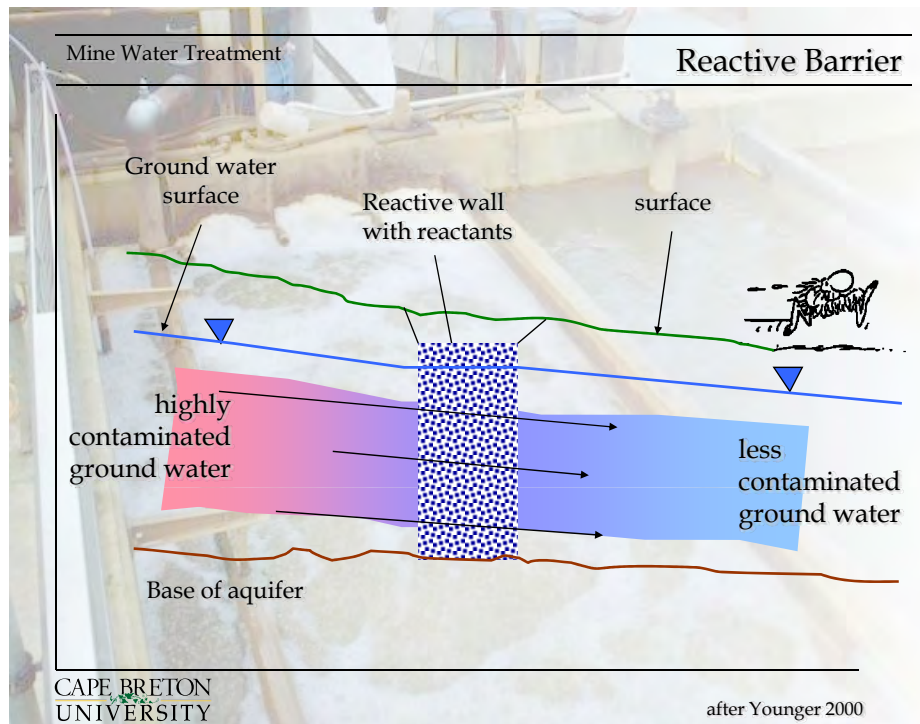 Mine Water Treatment
Reactive Barrier
Ground water
surface
Reactive wall
with reactants
surface
highly
contaminated
ground water
less
contaminated
ground water
Base of aquifer
CAPE BRETON
UNIVERSITY
after Younger 2000